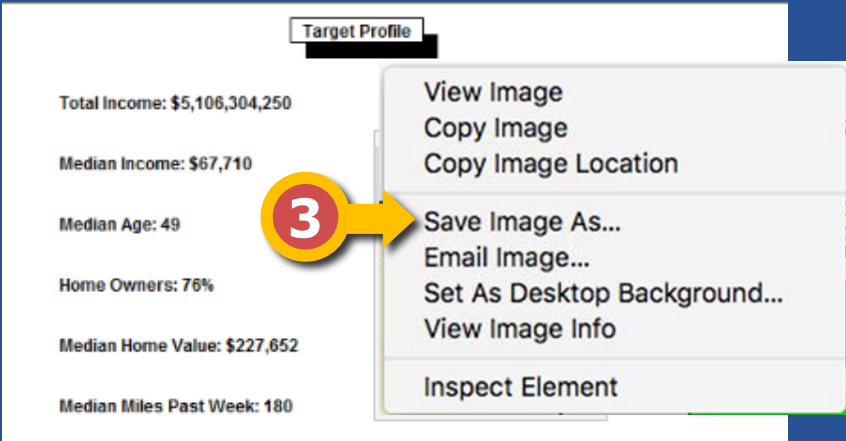 Target Profile
Total Income: $5,106,304,250
Median Income: $67,710
Median Age: 49
Home Owners: 76%
Median Home Value: $227,652
Median Miles Past Week: 180
3
View Image
Copy Image
Copy Image Location
Save Image As...
Email Image...
Set As Desktop Background...
View Image Info
Inspect Element